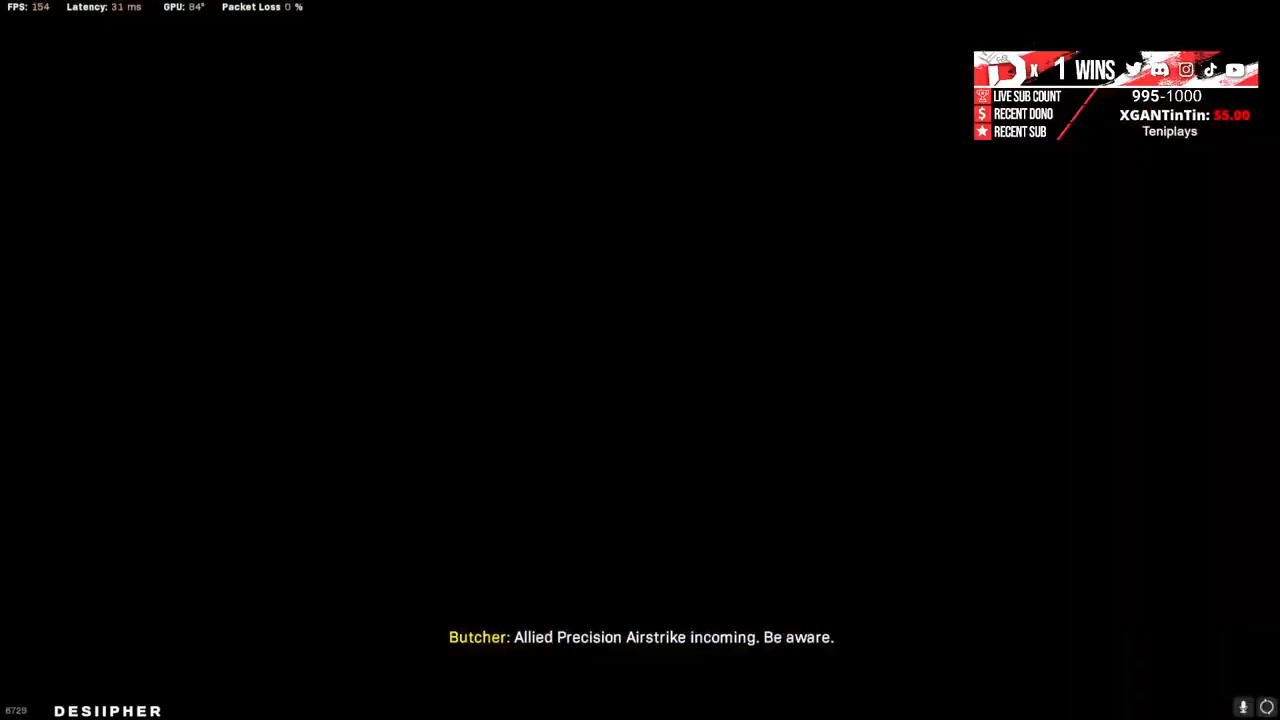 FPS: 154 Latency: 31 ms GPU: 84° Packet Loss 0 %
D x 1 WINS
LIVE SUB COUNT 995-1000
RECENT DONO XGANTinTin: $5.00
RECENT SUB Teniplays
Butcher: Allied Precision Airstrike incoming. Be aware.
6729 DESIIPHER